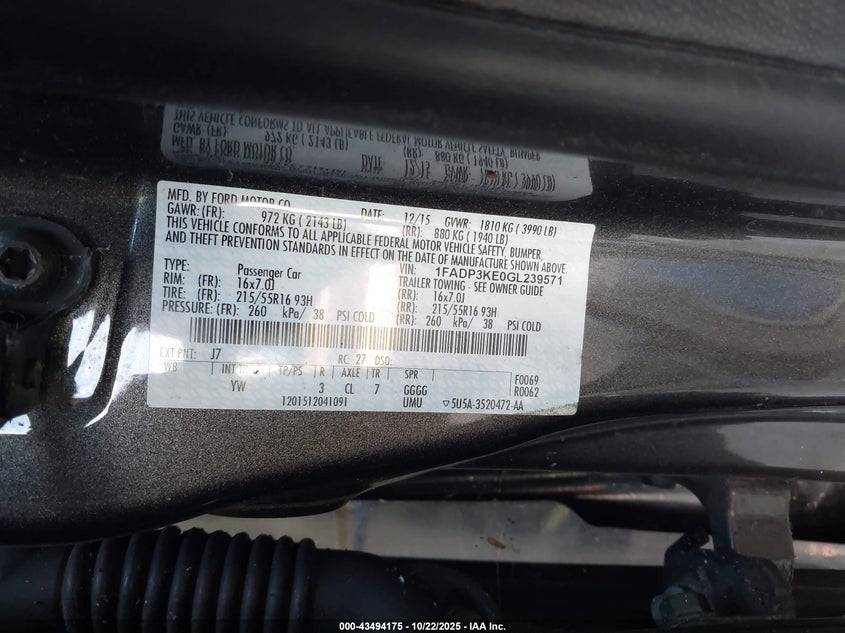 MFD. BY FORD MOTOR CO.
DATE: 12/15 GVWR: 1810 KG ( 3990 LB)
GAWR: (FR): 972 KG ( 2143 LB) (RR): 880 KG ( 1940 LB)
THIS VEHICLE CONFORMS TO ALL APPLICABLE FEDERAL MOTOR VEHICLE SAFETY, BUMPER,
AND THEFT PREVENTION STANDARDS IN EFFECT ON THE DATE OF MANUFACTURE SHOWN ABOVE.
VIN: 1FADP3KE0GL239571
TYPE: Passenger Car TRAILER TOWING - SEE OWNER GUIDE
RIM: (FR): 16x7.0J (RR): 16x7.0J
TIRE: (FR): 215/55R16 93H (RR): 215/55R16 93H
PRESSURE: (FR): 260 kPa/ 38 PSI COLD (RR): 260 kPa/ 38 PSI COLD
EXT PNT: J7 RC: 27 DSO:
WB INT TP/PS R AXLE TR SPR
YW 3 CL 7 GGGG
F0069
R0062
1201512041091 UMU ▽5U5A-3520472-AA
000-43494175 - 10/22/2025 - IAA Inc.